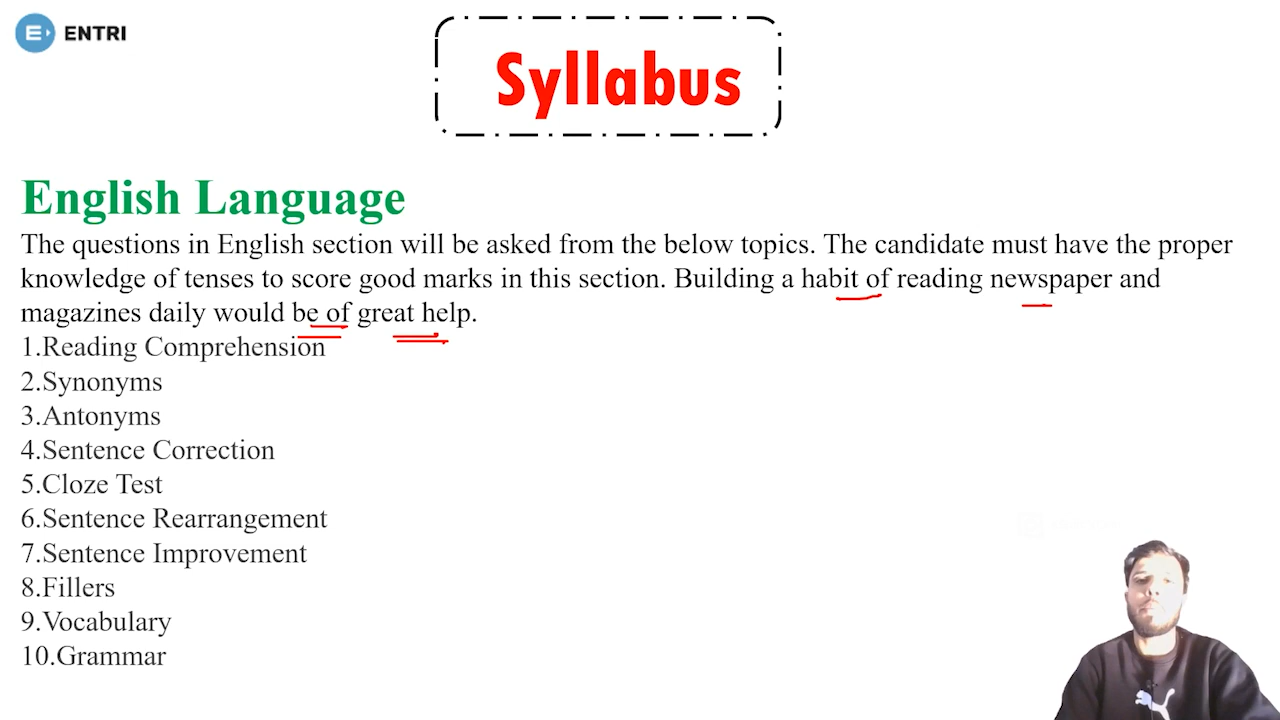 ENTRI
Syllabus
English Language
The questions in English section will be asked from the below topics. The candidate must have the proper
knowledge of tenses to score good marks in this section. Building a habit of reading newspaper and
magazines daily would be of great help.
1.Reading Comprehension
2.Synonyms
3.Antonyms
4.Sentence Correction
5.Cloze Test
6.Sentence Rearrangement
7.Sentence Improvement
8.Fillers
9.Vocabulary
10.Grammar